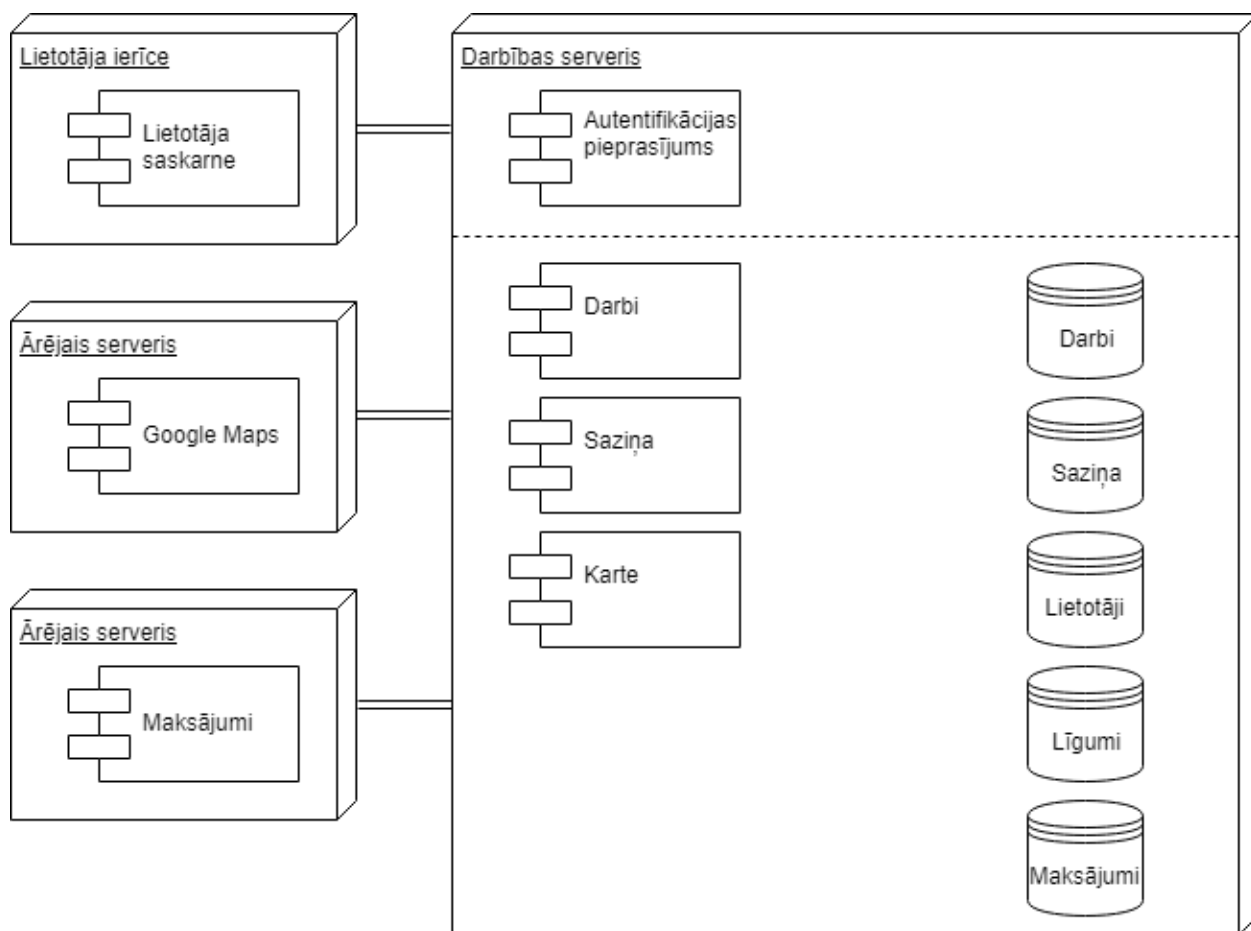 Lietotāja ierīce
Lietotāja
saskarne
Ārējais serveris
Google Maps
Ārējais serveris
Maksājumi
Darbības serveris
Autentifikācijas
pieprasījums
Darbi
Saziņa
Karte
Darbi
Saziņa
Lietotāji
Līgumi
Maksājumi